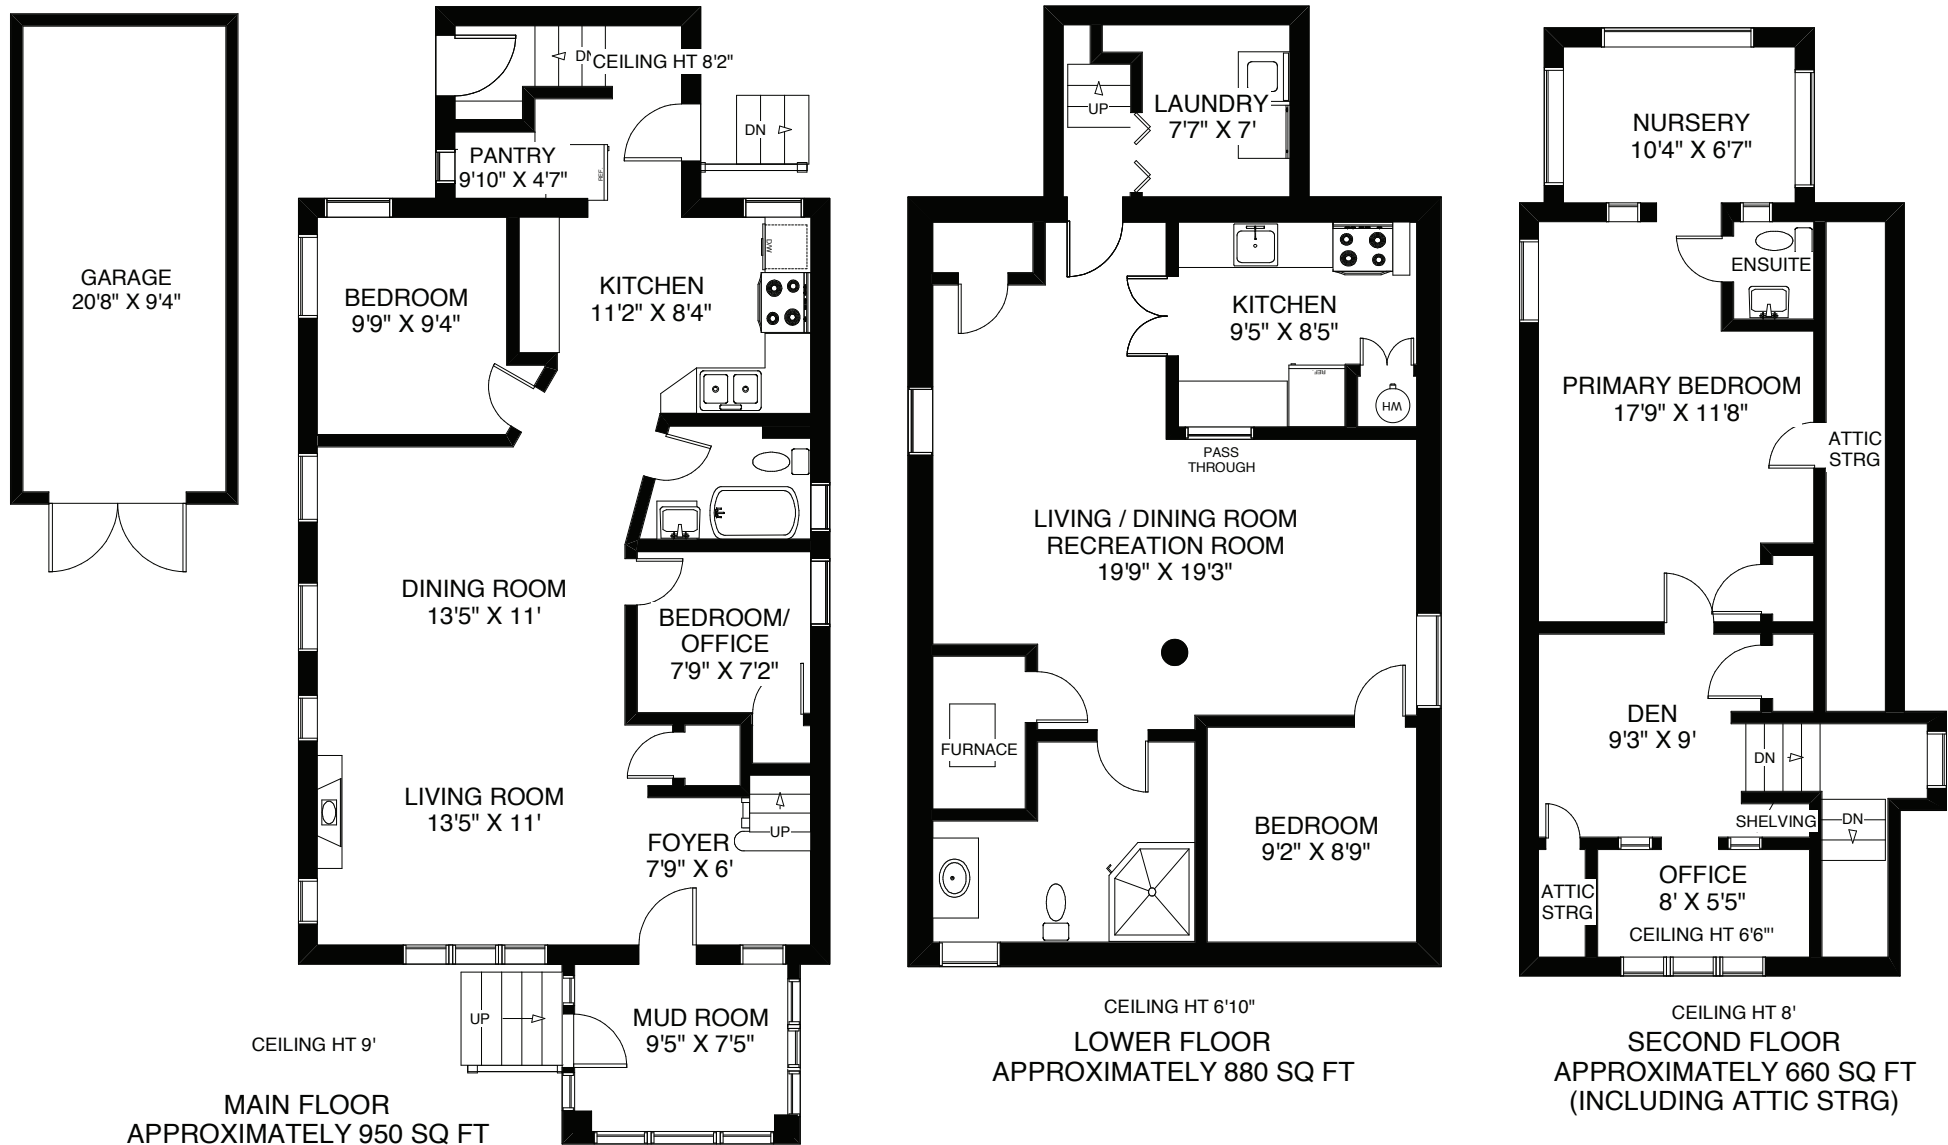 GARAGE
20'8" X 9'4"
DN
CEILING HT 8'2"
DN
PANTRY
9'10" X 4'7"
REF.
BEDROOM
9'9" X 9'4"
KITCHEN
11'2" X 8'4"
D/W
DINING ROOM
13'5" X 11'
BEDROOM/
OFFICE
7'9" X 7'2"
LIVING ROOM
13'5" X 11'
FOYER
7'9" X 6'
UP
UP
MUD ROOM
9'5" X 7'5"
CEILING HT 9'
MAIN FLOOR
APPROXIMATELY 950 SQ FT
UP
LAUNDRY
7'7" X 7'
KITCHEN
9'5" X 8'5"
REF.
WH
PASS
THROUGH
LIVING / DINING ROOM
RECREATION ROOM
19'9" X 19'3"
FURNACE
BEDROOM
9'2" X 8'9"
CEILING HT 6'10"
LOWER FLOOR
APPROXIMATELY 880 SQ FT
NURSERY
10'4" X 6'7"
ENSUITE
PRIMARY BEDROOM
17'9" X 11'8"
ATTIC
STRG
DEN
9'3" X 9'
DN
SHELVING
DN
OFFICE
8' X 5'5"
ATTIC
STRG
CEILING HT 6'6"'
CEILING HT 8'
SECOND FLOOR
APPROXIMATELY 660 SQ FT
(INCLUDING ATTIC STRG)